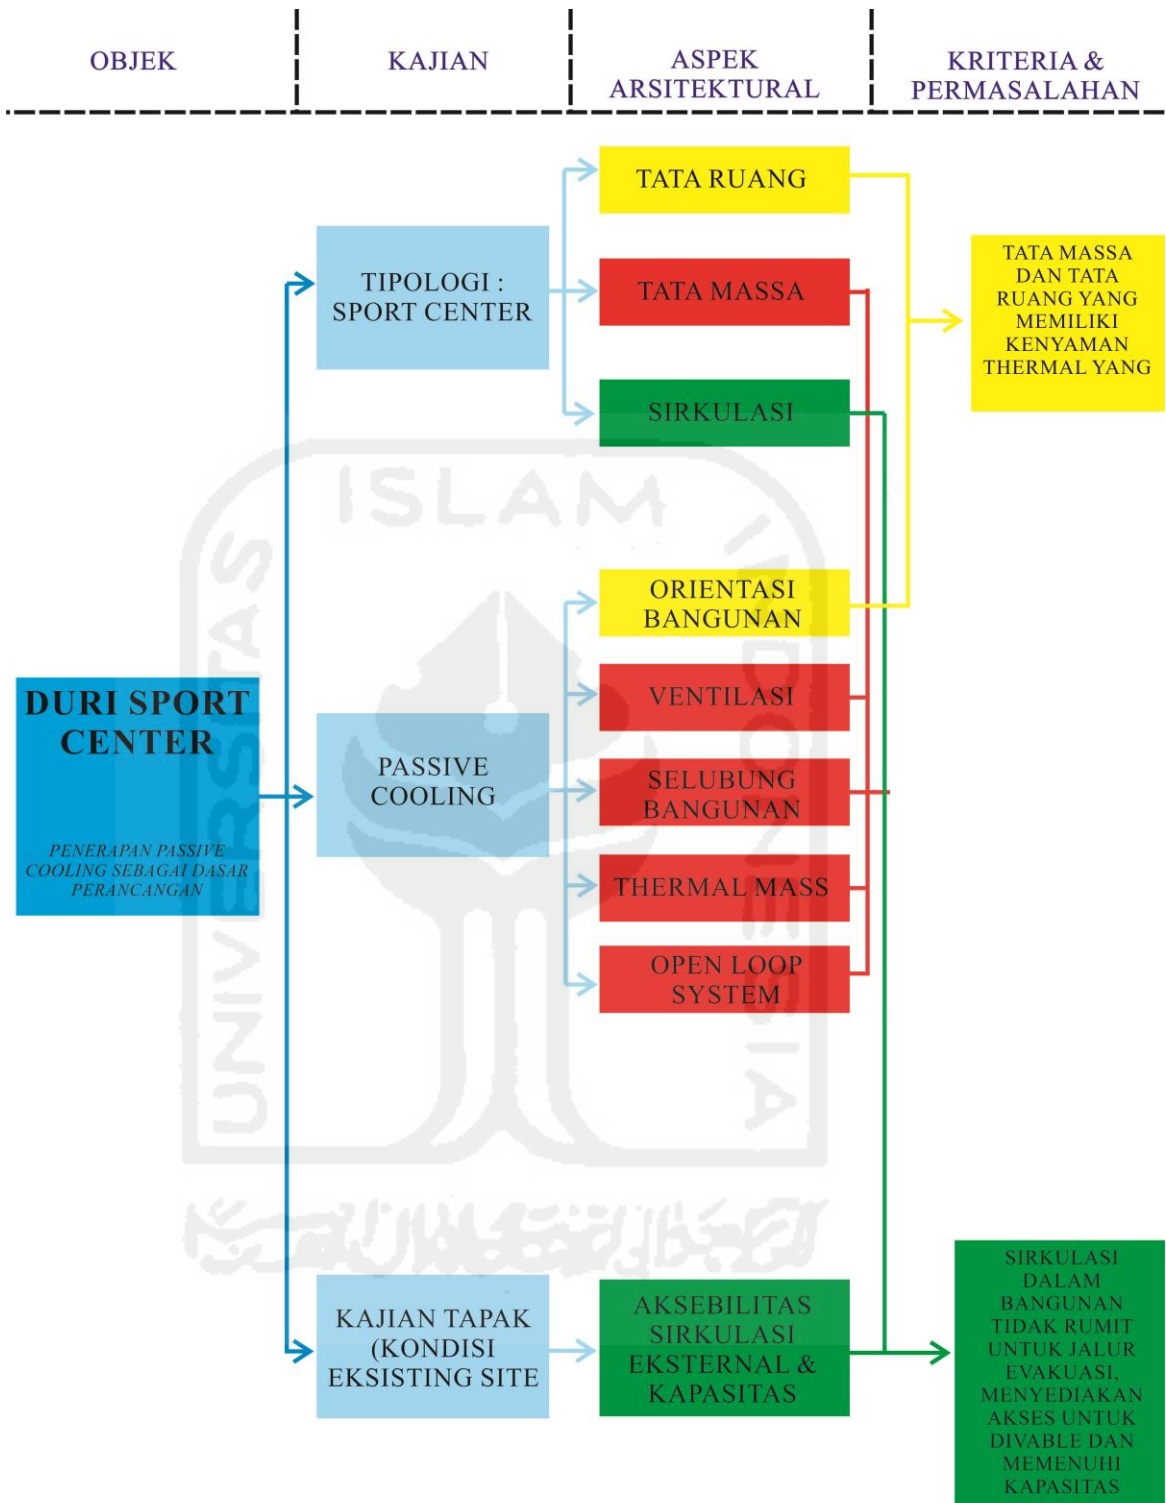 OBJEK
KAJIAN
ASPEK
ARSITEKTURAL
KRITERIA &
PERMASALAHAN
DURI SPORT
CENTER
PENERAPAN PASSIVE
COOLING SEBAGAI DASAR
PERANCANGAN
TIPOLOGI :
SPORT CENTER
PASSIVE
COOLING
KAJIAN TAPAK
(KONDISI
EKSISTING SITE
TATA RUANG
TATA MASSA
SIRKULASI
ORIENTASI
BANGUNAN
VENTILASI
SELUBUNG
BANGUNAN
THERMAL MASS
OPEN LOOP
SYSTEM
AKSEBILITAS
SIRKULASI
EKSTERNAL &
KAPASITAS
TATA MASSA
DAN TATA
RUANG YANG
MEMILIKI
KENYAMAN
THERMAL YANG
SIRKULASI
DALAM
BANGUNAN
TIDAK RUMIT
UNTUK JALUR
EVAKUASI,
MENYEDIAKAN
AKSES UNTUK
DIVABLE DAN
MEMENUHI
KAPASITAS
UNIVERSITAS
ISLAM
INDONESIA